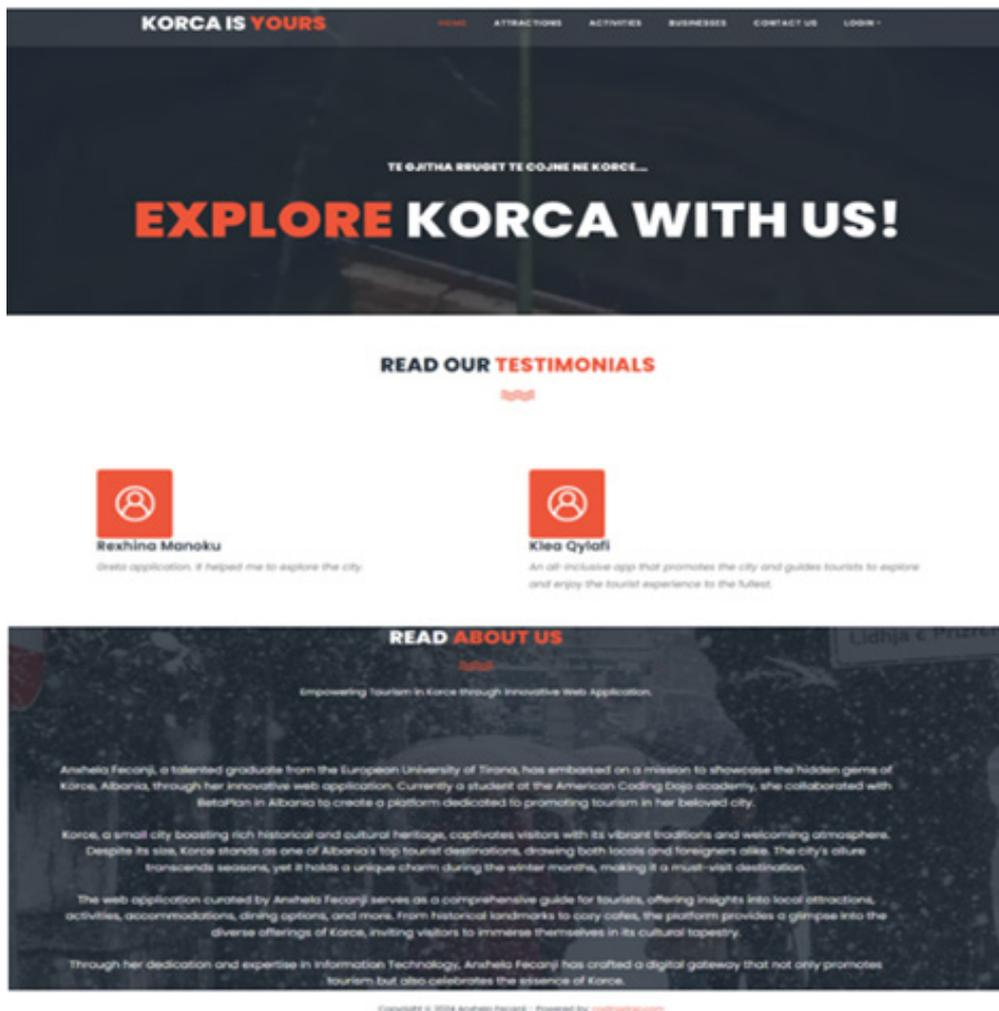 KORCA IS YOURS
HOME ATTRACTIONS ACTIVITIES BUSINESSES CONTACT US LOGIN
TE GJITHA RRUGET TE COJNE NE KORCE...
EXPLORE KORCA WITH US!
READ OUR TESTIMONIALS
Rexhina Manoku
Greta application. It helped me to explore the city.
Klea Qylafi
An all-inclusive app that promotes the city and guides tourists to explore
and enjoy the tourist experience to the fullest.
Lidhja e Prizre
READ ABOUT US
Empowering Tourism in Korce through Innovative Web Application.
Anxhela Fecanji, a talented graduate from the European University of Tirana, has embarked on a mission to showcase the hidden gems of
Korce, Albania, through her innovative web application. Currently a student at the American Coding Dojo academy, she collaborated with
BetaPlan in Albania to create a platform dedicated to promoting tourism in her beloved city.
Korce, a small city boasting rich historical and cultural heritage, captivates visitors with its vibrant traditions and welcoming atmosphere.
Despite its size, Korce stands as one of Albania's top tourist destinations, drawing both locals and foreigners alike. The city's allure
transcends seasons, yet it holds a unique charm during the winter months, making it a must-visit destination.
The web application curated by Anxhela Fecanji serves as a comprehensive guide for tourists, offering insights into local attractions,
activities, accommodations, dining options, and more. From historical landmarks to cozy cafes, the platform provides a glimpse into the
diverse offerings of Korce, inviting visitors to immerse themselves in its cultural tapestry.
Through her dedication and expertise in Information Technology, Anxhela Fecanji has crafted a digital gateway that not only promotes
tourism but also celebrates the essence of Korce.
Copyright © 2024 Anxhela Fecanji - Powered by: